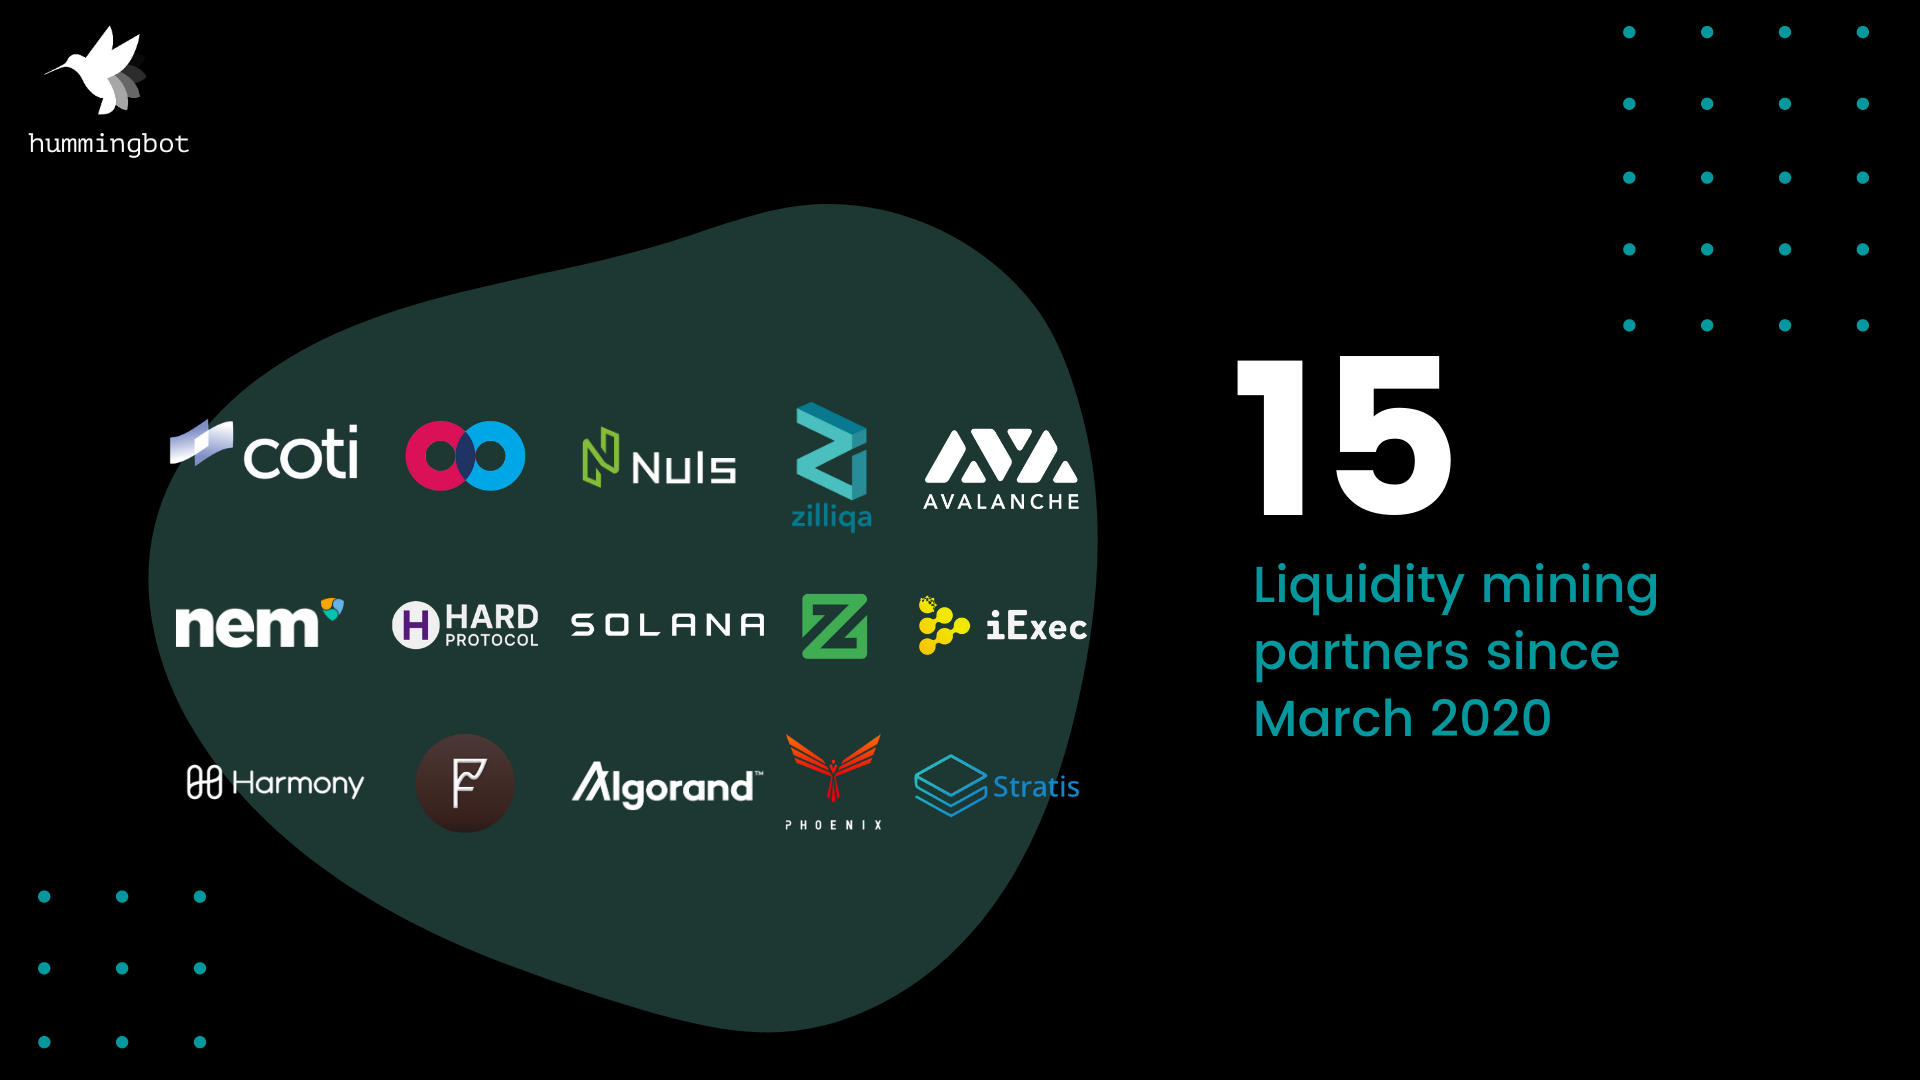 hummingbot
coti
Nuls
zilliqa
AVALANCHE
nem
HARD
PROTOCOL
SOLANA
iExec
Harmony
F
Algorand™
PHOENIX
Stratis
15
Liquidity mining
partners since
March 2020